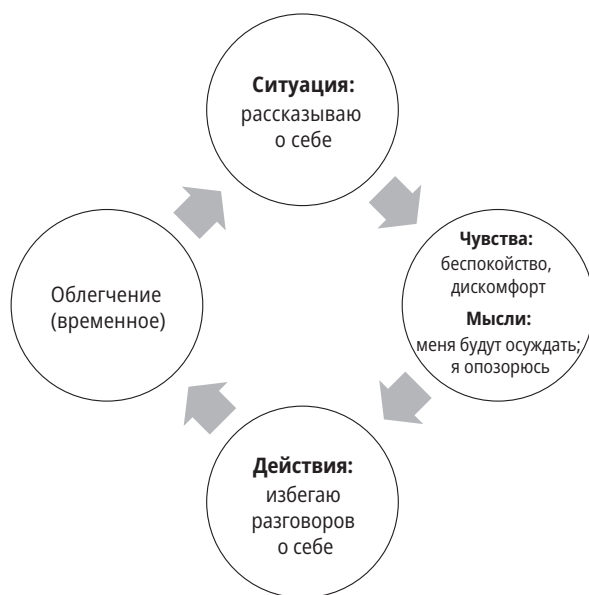 Ситуация:
рассказываю
о себе
Чувства:
беспокойство,
дискомфорт
Мысли:
меня будут осуждать;
я опозорюсь
Действия:
избегаю
разговоров
о себе
Облегчение
(временное)